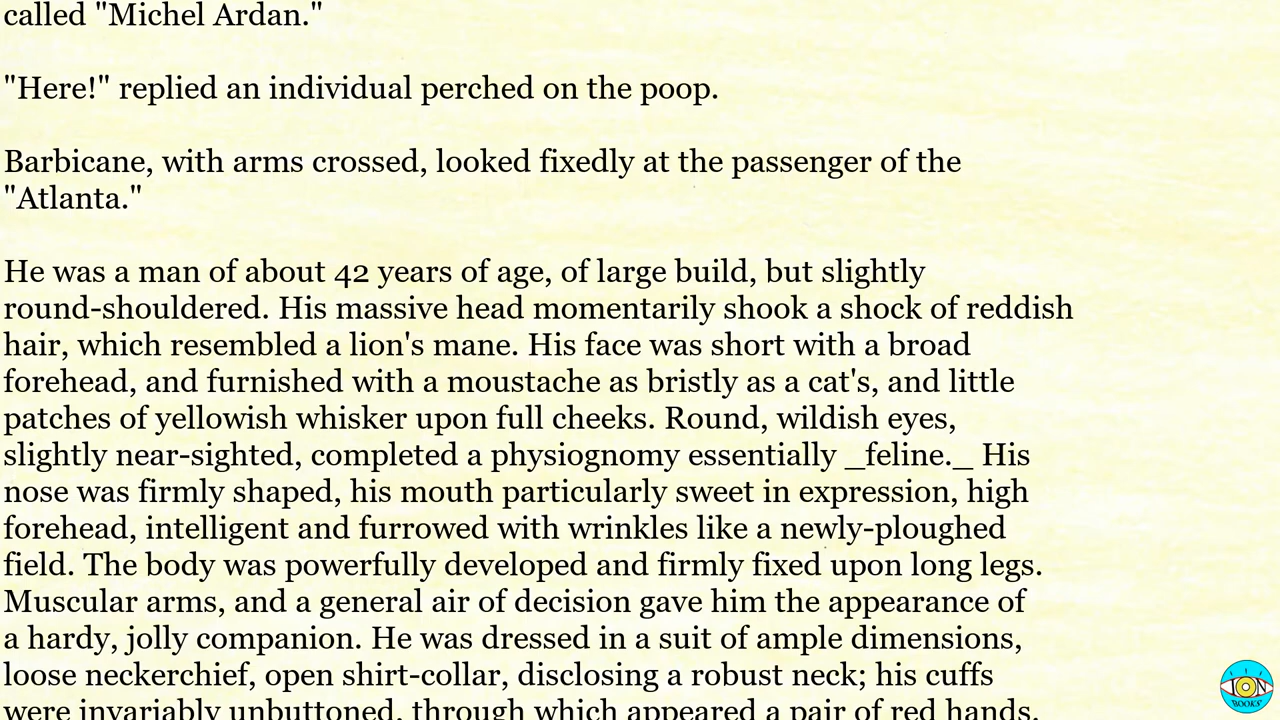 called "Michel Ardan."
"Here!" replied an individual perched on the poop.
Barbicane, with arms crossed, looked fixedly at the passenger of the
"Atlanta."
He was a man of about 42 years of age, of large build, but slightly
round-shouldered. His massive head momentarily shook a shock of reddish
hair, which resembled a lion's mane. His face was short with a broad
forehead, and furnished with a moustache as bristly as a cat's, and little
patches of yellowish whisker upon full cheeks. Round, wildish eyes,
slightly near-sighted, completed a physiognomy essentially _feline._ His
nose was firmly shaped, his mouth particularly sweet in expression, high
forehead, intelligent and furrowed with wrinkles like a newly-ploughed
field. The body was powerfully developed and firmly fixed upon long legs.
Muscular arms, and a general air of decision gave him the appearance of
a hardy, jolly companion. He was dressed in a suit of ample dimensions,
loose neckerchief, open shirt-collar, disclosing a robust neck; his cuffs
were invariably unbuttoned, through which appeared a pair of red hands.
ION
BOOKS